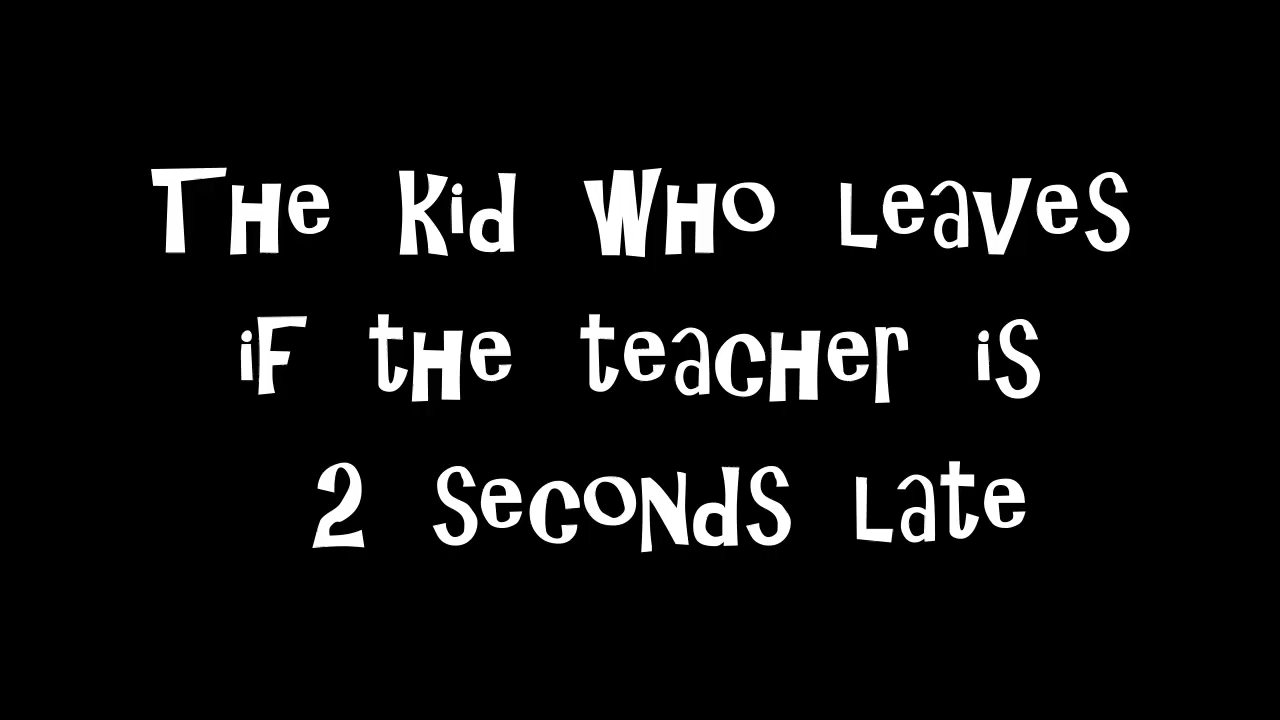 The Kid Who Leaves
if the teacher is
2 seconds late